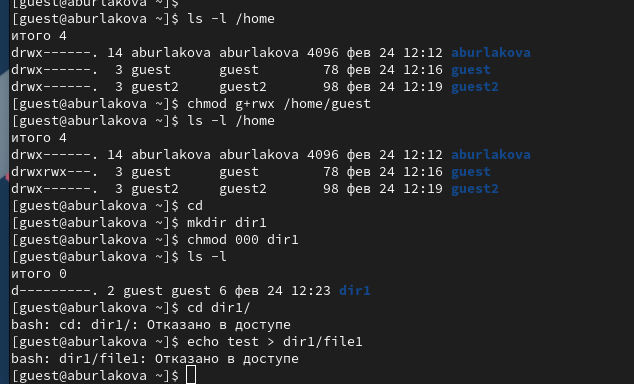 [guest@aburlakova ~]$
[guest@aburlakova ~]$ ls -l /home
итого 4
drwx------. 14 aburlakova aburlakova 4096 фев 24 12:12 aburlakova
drwx------.  3 guest      guest        78 фев 24 12:16 guest
drwx------.  3 guest2     guest2       98 фев 24 12:19 guest2
[guest@aburlakova ~]$ chmod g+rwx /home/guest
[guest@aburlakova ~]$ ls -l /home
итого 4
drwx------. 14 aburlakova aburlakova 4096 фев 24 12:12 aburlakova
drwxrwx---.  3 guest      guest        78 фев 24 12:16 guest
drwx------.  3 guest2     guest2       98 фев 24 12:19 guest2
[guest@aburlakova ~]$ cd
[guest@aburlakova ~]$ mkdir dir1
[guest@aburlakova ~]$ chmod 000 dir1
[guest@aburlakova ~]$ ls -l
итого 0
d---------. 2 guest guest 6 фев 24 12:23 dir1
[guest@aburlakova ~]$ cd dir1/
bash: cd: dir1/: Отказано в доступе
[guest@aburlakova ~]$ echo test > dir1/file1
bash: dir1/file1: Отказано в доступе
[guest@aburlakova ~]$